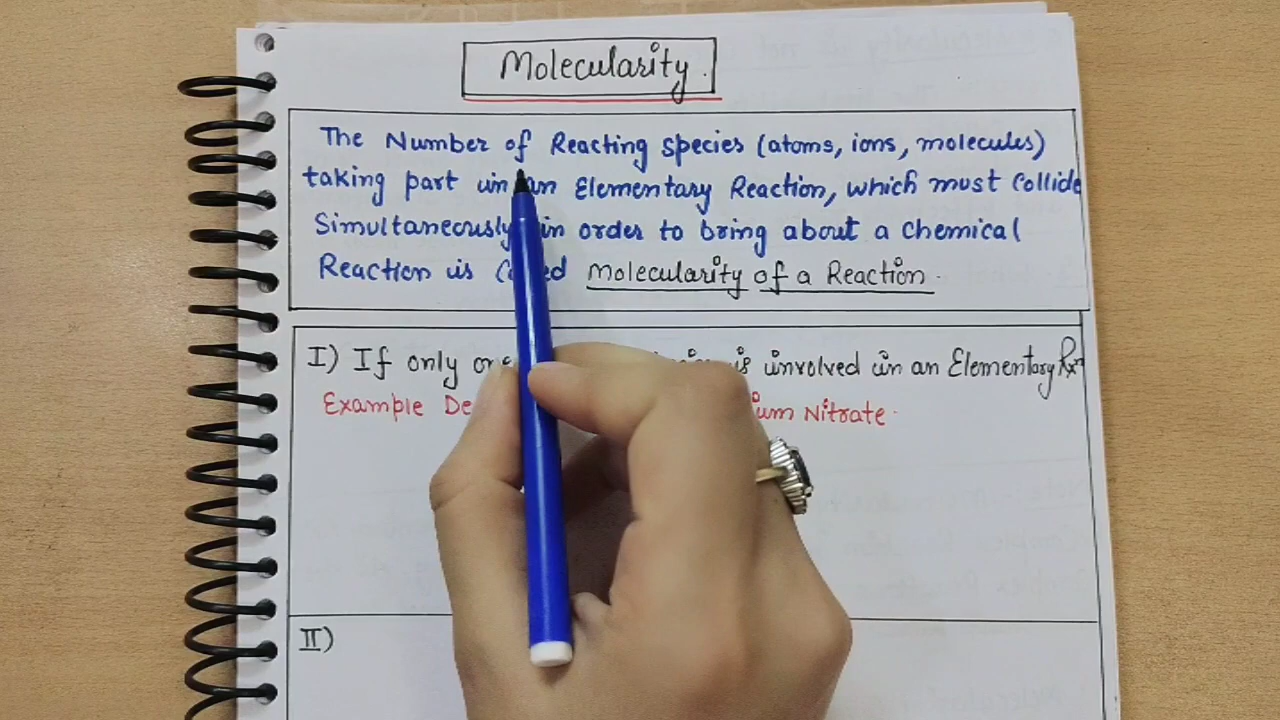 Molecularity.
The Number of Reacting species (atoms, ions, molecules)
taking part in an Elementary Reaction, which must Collide
Simultaneously in order to bring about a chemical
Reaction is molecularity of a Reaction.
I) If only is involved in an Elementary Rxn
Example Nitrate.
II)